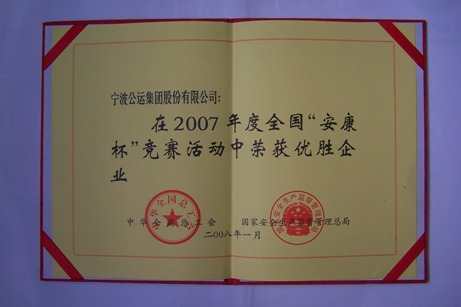 宁波公运集团股份有限公司:
在2007年度全国“安康
杯”竞赛活动中荣获优胜企
业
中华全国总工会 国家安全生产监督管理总局
二〇〇八年一月